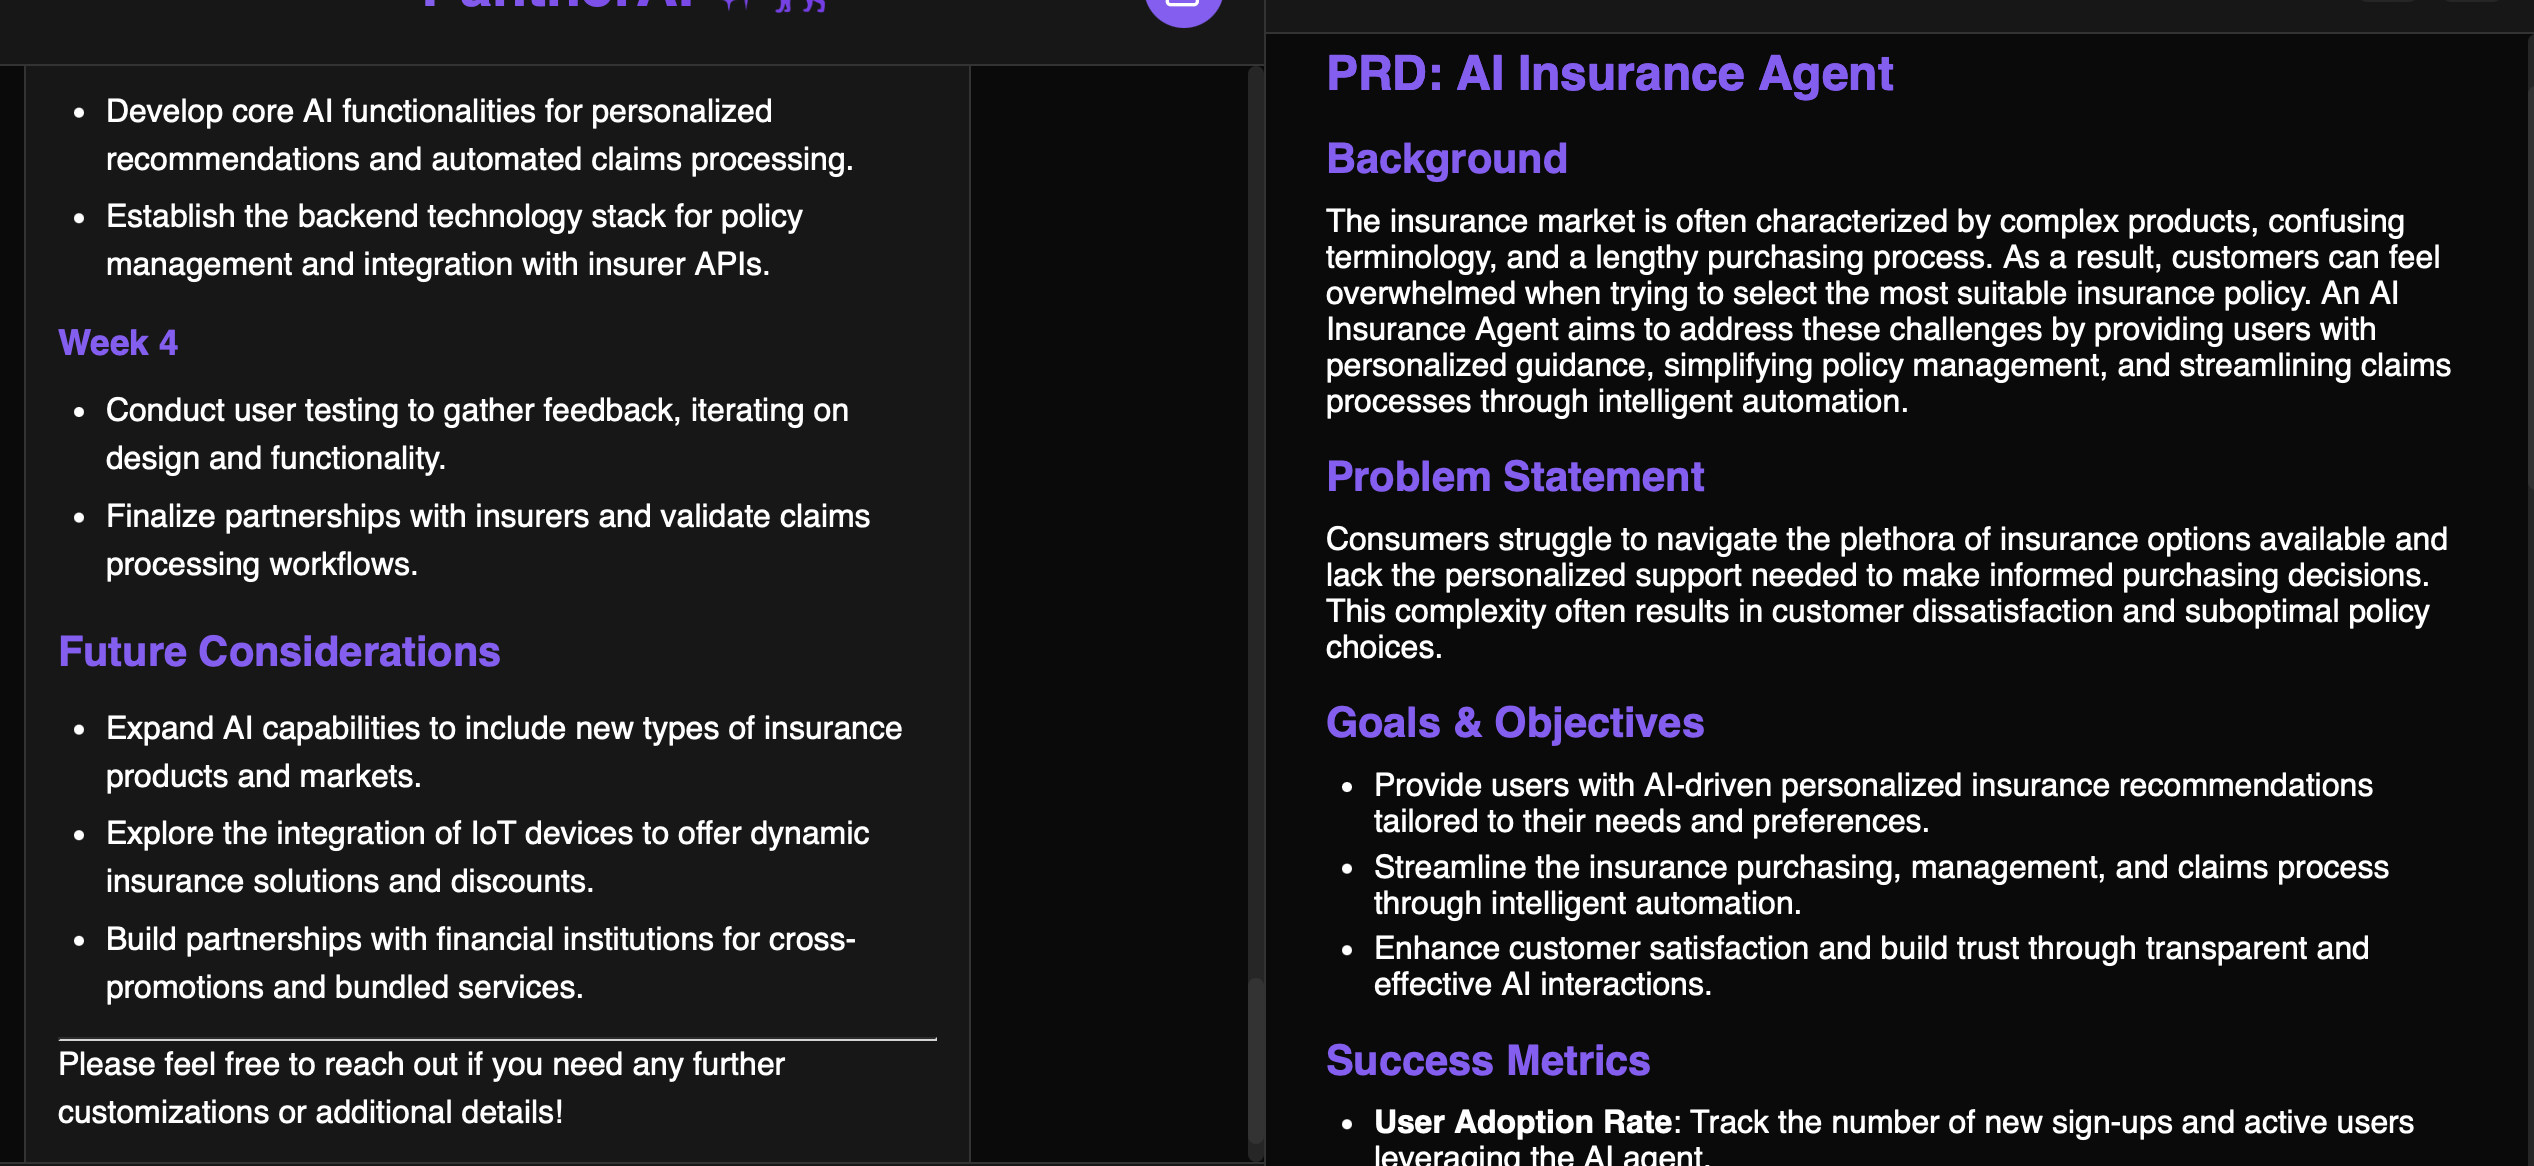 PantherAI
Develop core AI functionalities for personalized
recommendations and automated claims processing.
Establish the backend technology stack for policy
management and integration with insurer APIs.
Week 4
Conduct user testing to gather feedback, iterating on
design and functionality.
Finalize partnerships with insurers and validate claims
processing workflows.
Future Considerations
Expand AI capabilities to include new types of insurance
products and markets.
Explore the integration of IoT devices to offer dynamic
insurance solutions and discounts.
Build partnerships with financial institutions for cross-
promotions and bundled services.
Please feel free to reach out if you need any further
customizations or additional details!
PRD: AI Insurance Agent
Background
The insurance market is often characterized by complex products, confusing
terminology, and a lengthy purchasing process. As a result, customers can feel
overwhelmed when trying to select the most suitable insurance policy. An AI
Insurance Agent aims to address these challenges by providing users with
personalized guidance, simplifying policy management, and streamlining claims
processes through intelligent automation.
Problem Statement
Consumers struggle to navigate the plethora of insurance options available and
lack the personalized support needed to make informed purchasing decisions.
This complexity often results in customer dissatisfaction and suboptimal policy
choices.
Goals & Objectives
Provide users with AI-driven personalized insurance recommendations
tailored to their needs and preferences.
Streamline the insurance purchasing, management, and claims process
through intelligent automation.
Enhance customer satisfaction and build trust through transparent and
effective AI interactions.
Success Metrics
User Adoption Rate: Track the number of new sign-ups and active users
leveraging the AI agent.